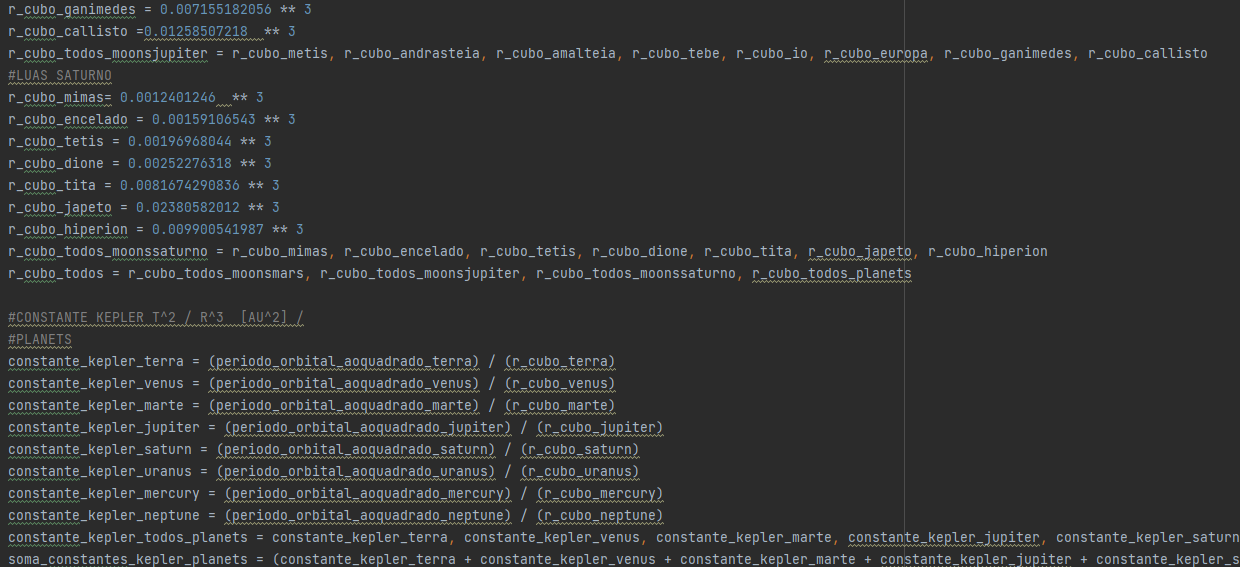 r_cubo_ganimedes = 0.007155182056 ** 3
r_cubo_callisto =0.01258507218  ** 3
r_cubo_todos_moonsjupiter = r_cubo_metis, r_cubo_andrasteia, r_cubo_amalteia, r_cubo_tebe, r_cubo_io, r_cubo_europa, r_cubo_ganimedes, r_cubo_callisto
#LUAS SATURNO
r_cubo_mimas= 0.0012401246  ** 3
r_cubo_encelado = 0.00159106543 ** 3
r_cubo_tetis = 0.00196968044 ** 3
r_cubo_dione = 0.00252276318 ** 3
r_cubo_tita = 0.0081674290836 ** 3
r_cubo_japeto = 0.02380582012 ** 3
r_cubo_hiperion = 0.009900541987 ** 3
r_cubo_todos_moonssaturno = r_cubo_mimas, r_cubo_encelado, r_cubo_tetis, r_cubo_dione, r_cubo_tita, r_cubo_japeto, r_cubo_hiperion
r_cubo_todos = r_cubo_todos_moonsmars, r_cubo_todos_moonsjupiter, r_cubo_todos_moonssaturno, r_cubo_todos_planets
#CONSTANTE KEPLER T^2 / R^3  [AU^2] /
#PLANETS
constante_kepler_terra = (periodo_orbital_aoquadrado_terra) / (r_cubo_terra)
constante_kepler_venus = (periodo_orbital_aoquadrado_venus) / (r_cubo_venus)
constante_kepler_marte = (periodo_orbital_aoquadrado_marte) / (r_cubo_marte)
constante_kepler_jupiter = (periodo_orbital_aoquadrado_jupiter) / (r_cubo_jupiter)
constante_kepler_saturn = (periodo_orbital_aoquadrado_saturn) / (r_cubo_saturn)
constante_kepler_uranus = (periodo_orbital_aoquadrado_uranus) / (r_cubo_uranus)
constante_kepler_mercury = (periodo_orbital_aoquadrado_mercury) / (r_cubo_mercury)
constante_kepler_neptune = (periodo_orbital_aoquadrado_neptune) / (r_cubo_neptune)
constante_kepler_todos_planets = constante_kepler_terra, constante_kepler_venus, constante_kepler_marte, constante_kepler_jupiter, constante_kepler_saturn
soma_constantes_kepler_planets = (constante_kepler_terra + constante_kepler_venus + constante_kepler_marte + constante_kepler_jupiter + constante_kepler_s